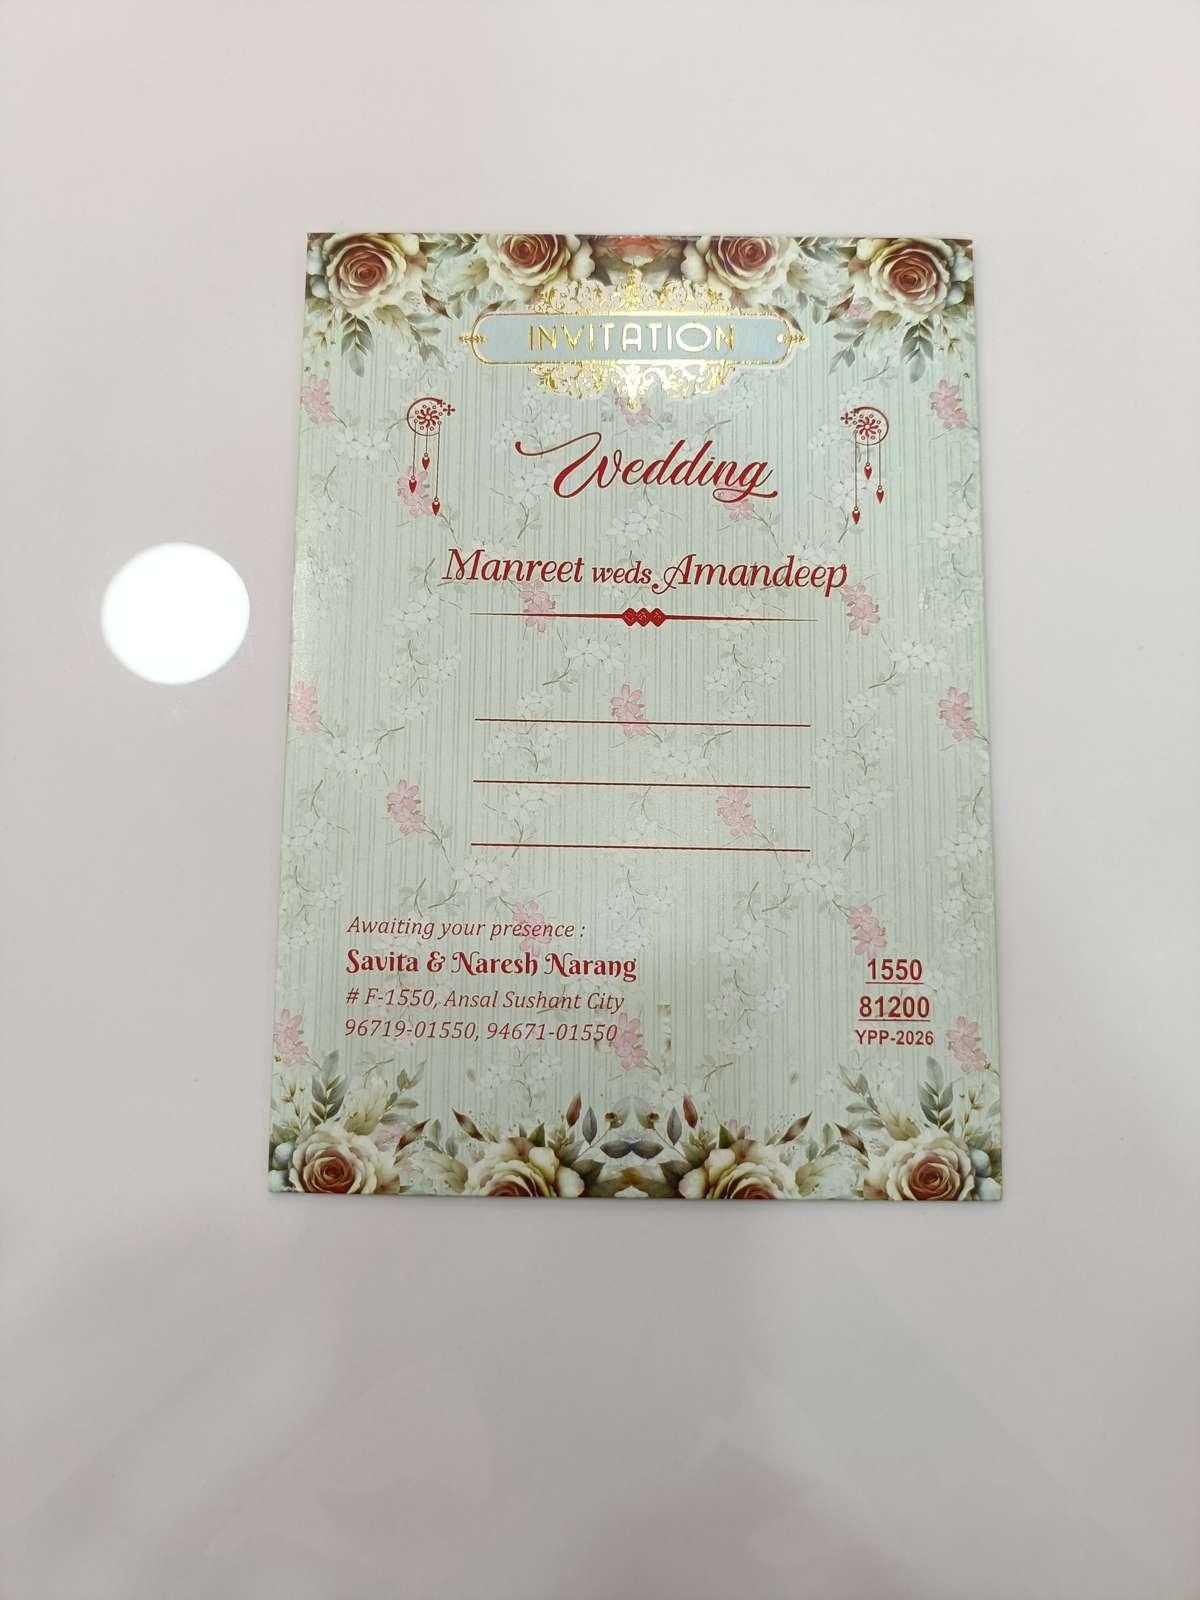 INVITATION
Wedding
Manreet weds Amandeep
Awaiting your presence :
Savita & Naresh Narang
# F-1550, Ansal Sushant City
96719-01550, 94671-01550
1550
81200
YPP-2026